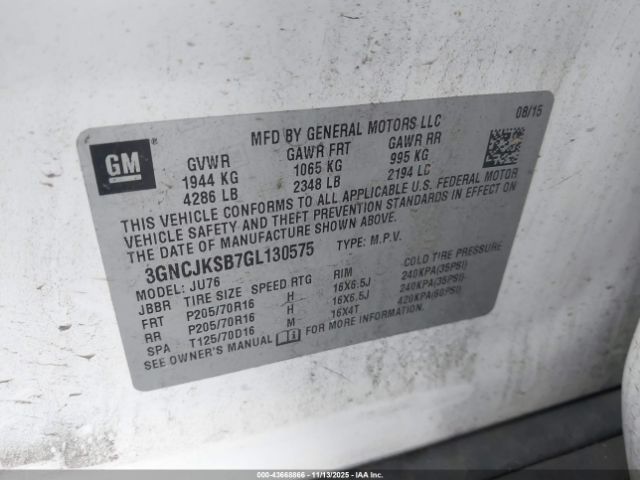 MFD BY GENERAL MOTORS LLC 08/15
GM ®
GVWR GAWR FRT GAWR RR
1944 KG 1065 KG 995 KG
4286 LB 2348 LB 2194 LB
THIS VEHICLE CONFORMS TO ALL APPLICABLE U.S. FEDERAL MOTOR
VEHICLE SAFETY AND THEFT PREVENTION STANDARDS IN EFFECT ON
THE DATE OF MANUFACTURE SHOWN ABOVE.
3GNCJKSB7GL130575 TYPE: M.P.V.
MODEL: JU76
JBBR TIRE SIZE SPEED RTG RIM COLD TIRE PRESSURE
FRT P205/70R16 H 16X6.5J 240KPA(35PSI)
RR P205/70R16 H 16X6.5J 240KPA(35PSI)
SPA T125/70D16 M 16X4T 420KPA(60PSI)
SEE OWNER'S MANUAL FOR MORE INFORMATION.
000-43668866 - 11/13/2025 - IAA Inc.